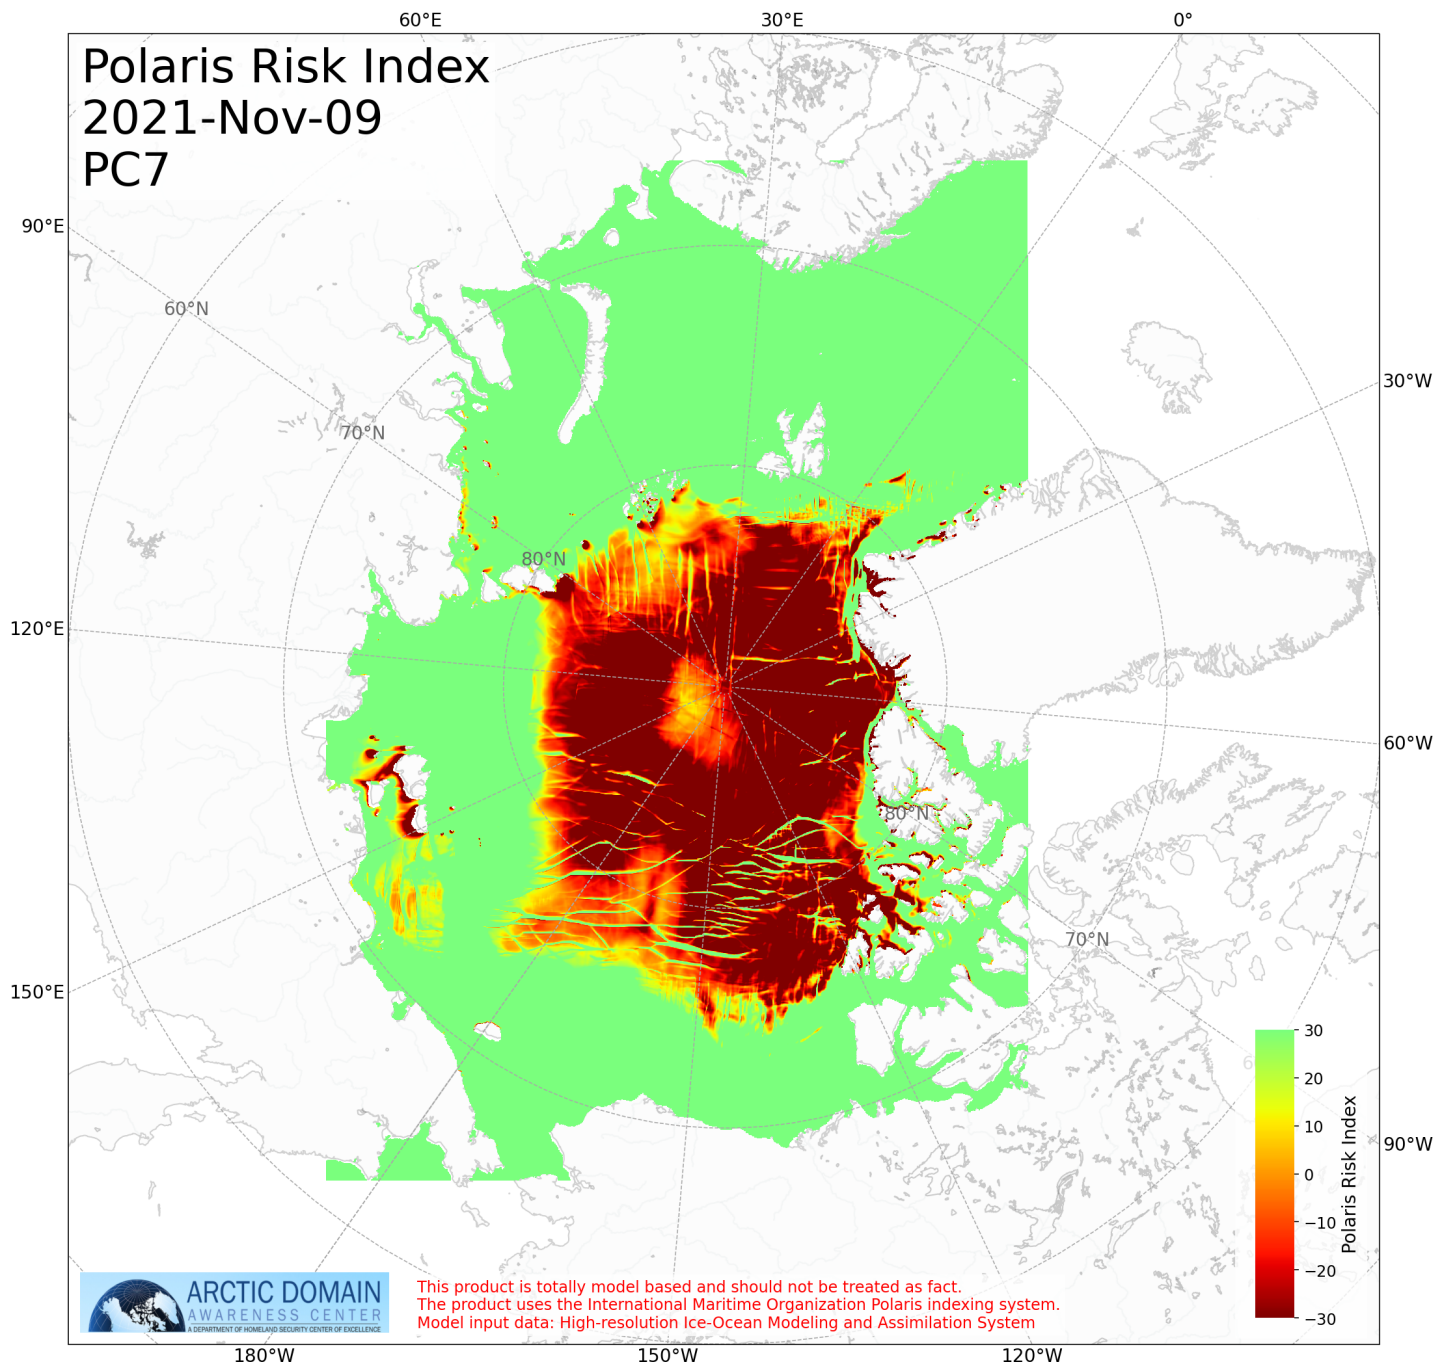 60°E
30°E
0°
Polaris Risk Index
2021-Nov-09
PC7
90°E
60°N
30°W
70°N
80°N
120°E
60°W
80°N
70°N
150°E
30
20
10
0
−10
−20
−30
Polaris Risk Index
90°W
ARCTIC DOMAIN
AWARENESS CENTER
A DEPARTMENT OF HOMELAND SECURITY CENTER OF EXCELLENCE
This product is totally model based and should not be treated as fact.
The product uses the International Maritime Organization Polaris indexing system.
Model input data: High-resolution Ice-Ocean Modeling and Assimilation System
180°W
150°W
120°W